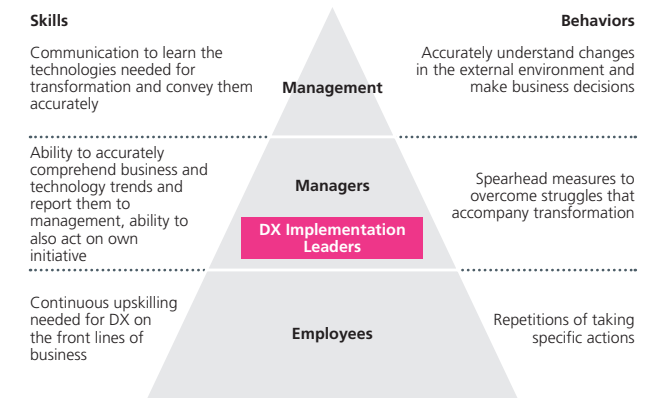 Skills
Behaviors
Communication to learn the
technologies needed for
transformation and convey them
accurately
Management
Accurately understand changes
in the external environment and
make business decisions
Ability to accurately
comprehend business and
technology trends and
report them to
management, ability to
also act on own
initiative
Managers
DX Implementation
Leaders
Spearhead measures to
overcome struggles that
accompany transformation
Continuous upskilling
needed for DX on
the front lines of
business
Employees
Repetitions of taking
specific actions